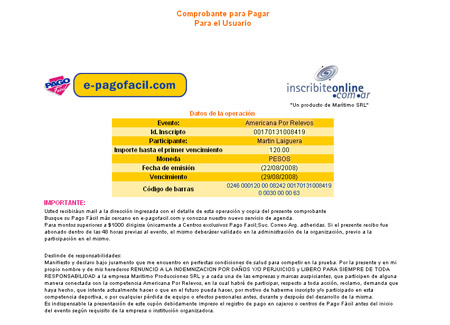 Comprobante para Pagar
Para el Usuario
PAGO
FACIL
e-pagofacil.com
inscribiteonline
.com.ar
"Un producto de Marítimo SRL"
Datos de la operación
Evento: Americana Por Relevos
Id. Inscripto 00170131008419
Participante: Martin Laiguera
Importe hasta el primer vencimiento 120.00
Moneda PESOS
Fecha de emisión (22/08/2008)
Vencimiento (29/08/2008)
Código de barras 0246 000120 00 08242 00170131008419
0 0030 00 00 63
IMPORTANTE:
Usted recibirá un mail a la dirección ingresada con el detalle de esta operación y copia del presente comprobante
Busque su Pago Fácil más cercano en e-pagofacil.com y conozca nuestro nuevo servicio de agenda.
Para montos superiores a $1000 dirigirse únicamente a Centros exclusivos Pago Facil;Suc. Correo Arg. adheridas. Si el presente recibo fue
abonado dentro de las 48 horas previas al evento, el mismo deberá ser validado en la administración de la organización, previo a la
participación en el mismo.
Deslinde de responsabilidades:
Manifiesto y declaro bajo juramento que me encuentro en perfectas condiciones de salud para competir en el evento. Por la presente y en mi
propio nombre y de mis herederos RENUNCIO A LA INDEMNIZACION POR DAÑOS Y/O PERJUICIOS y LIBERO PARA SIEMPRE DE TODA
RESPONSABILIDAD a la empresa Maritimo Producciones SRL y a cada una de las empresas y marcas auspiciantes, que participen de alguna
manera conectada con la competencia Americana Por Relevos, en la cual habré de participar, respecto a toda acción, reclamo, demanda que
haya hecho, que intente actualmente hacer o que en el futuro pueda hacer, por motivo de haberme inscripto y/o participado en esta
competencia deportiva, o por cualquier pérdida de equipo o efectos personales antes, durante y después del desarrollo de la misma.
Es indispensable la presentación de este cupón debidamente impreso el registro de pago en cajeros o centros de Pago Fácil antes del inicio
del evento según requisito de la empresa o institución organizadora.